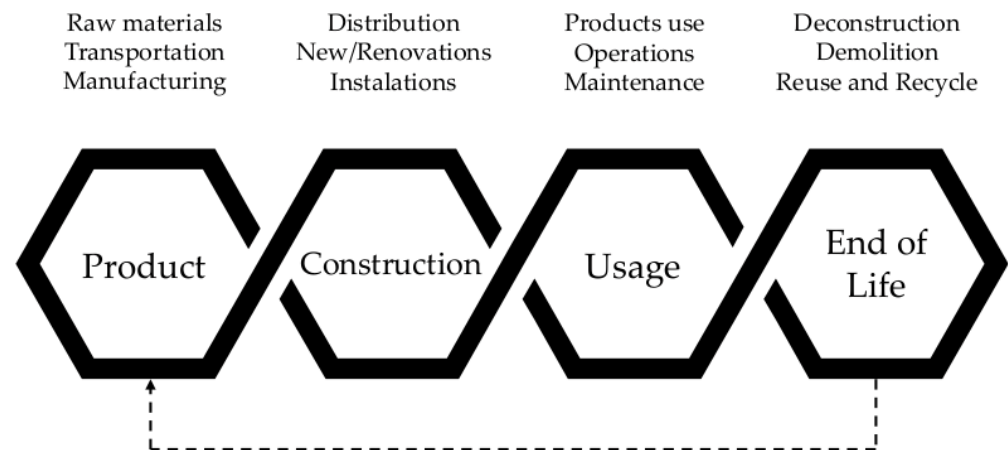 Raw materials
Transportation
Manufacturing
Distribution
New/Renovations
Instalations
Products use
Operations
Maintenance
Deconstruction
Demolition
Reuse and Recycle
Product
Construction
Usage
End of
Life